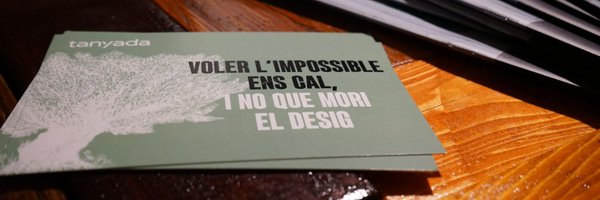 tanyada
VOLER L'IMPOSSIBLE
ENS CAL,
I NO QUE MORI
EL DESIG